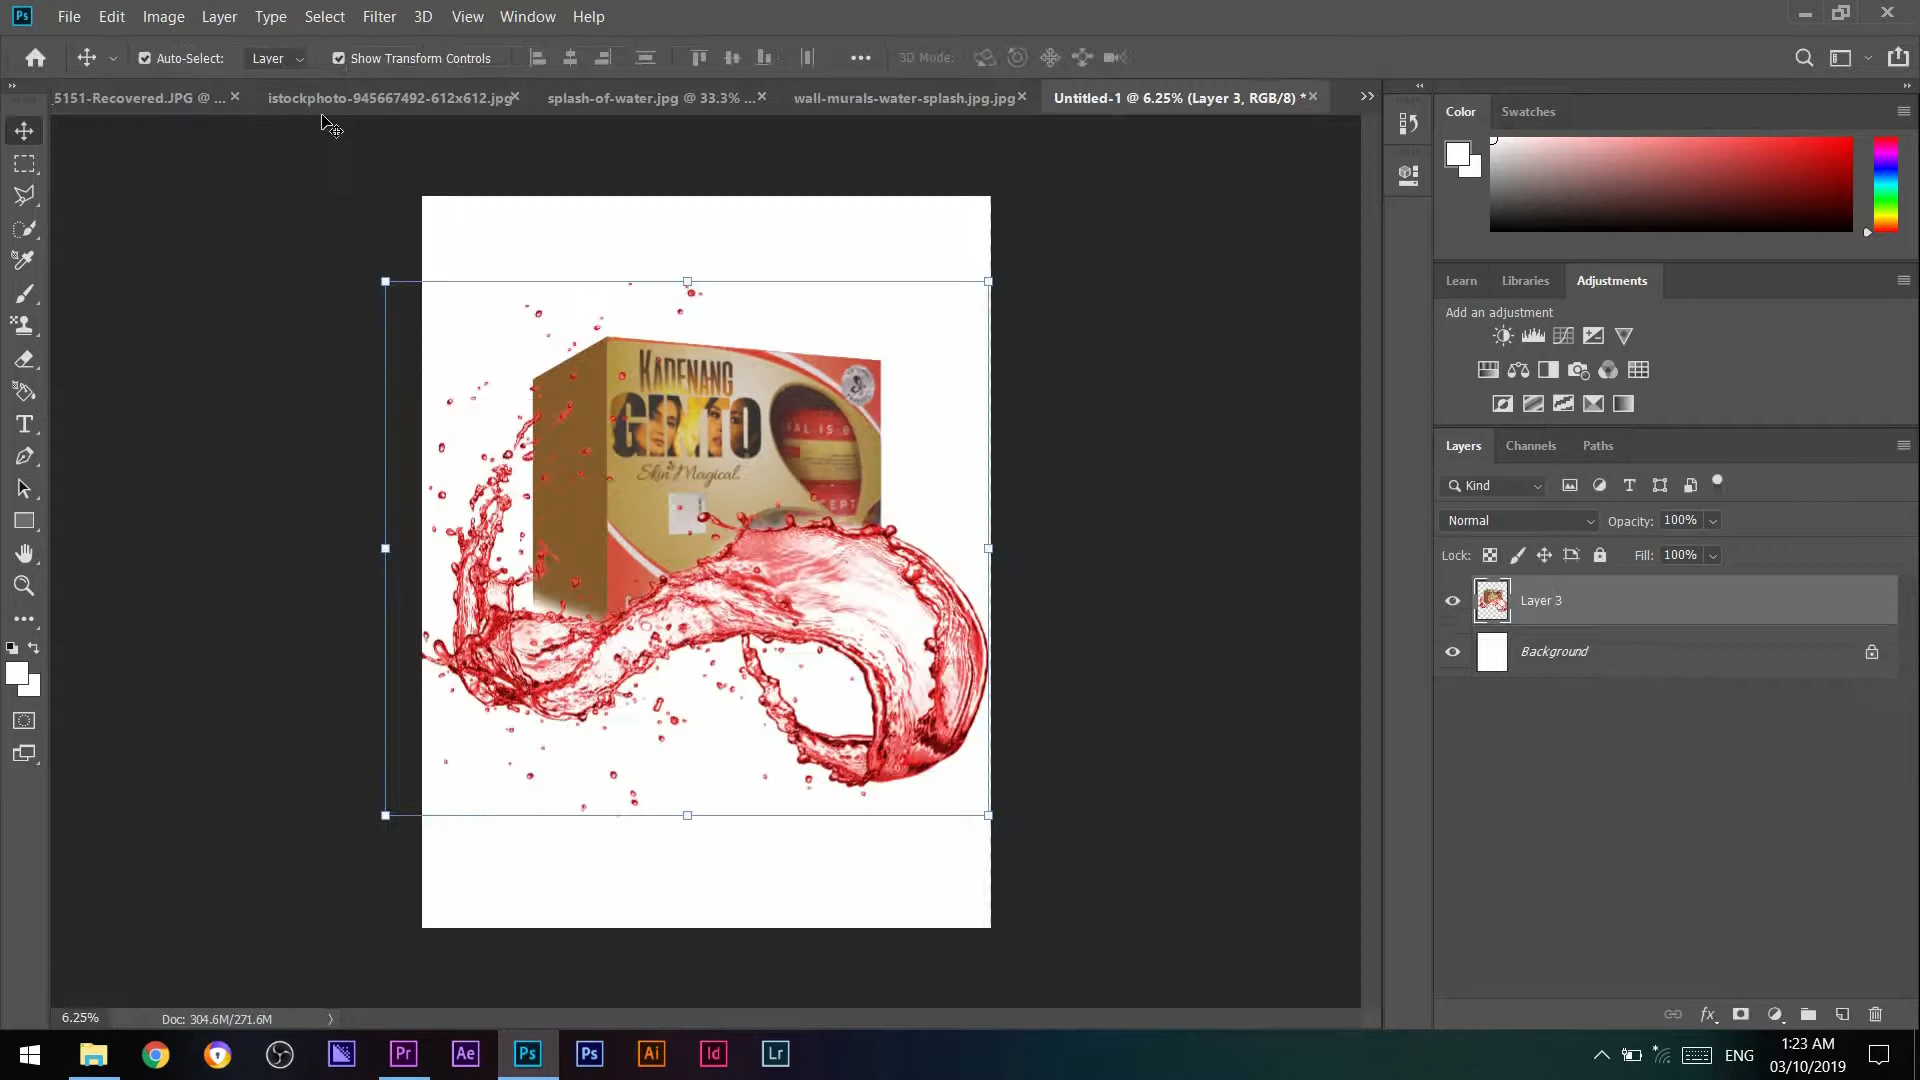 Ps File Edit Image Layer Type Select Filter 3D View Window Help
Auto-Select: Layer Show Transform Controls 3D Mode:
_5151-Recovered.JPG @ ... istockphoto-945667492-612x612.jpg splash-of-water.jpg @ 33.3% ... wall-murals-water-splash.jpg.jpg Untitled-1 @ 6.25% (Layer 3, RGB/8) *
Color Swatches
Learn Libraries Adjustments
Add an adjustment
KADENANG
GINTO
Skin Magical
Layers Channels Paths
Kind
Normal Opacity: 100%
Lock: Fill: 100%
Layer 3
Background
6.25% Doc: 304.6M/271.6M
Pr Ae Ps Ps Ai Id Lr
ENG
1:23 AM
03/10/2019